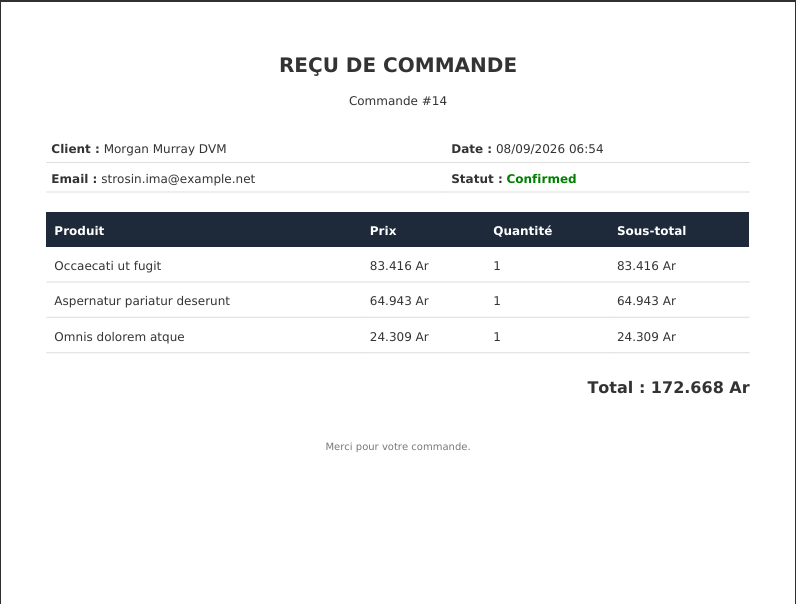 REÇU DE COMMANDE
Commande #14
Client : Morgan Murray DVM Date : 08/09/2026 06:54
Email : strosin.ima@example.net Statut : Confirmed
Produit Prix Quantité Sous-total
Occaecati ut fugit 83.416 Ar 1 83.416 Ar
Aspernatur pariatur deserunt 64.943 Ar 1 64.943 Ar
Omnis dolorem atque 24.309 Ar 1 24.309 Ar
Total : 172.668 Ar
Merci pour votre commande.